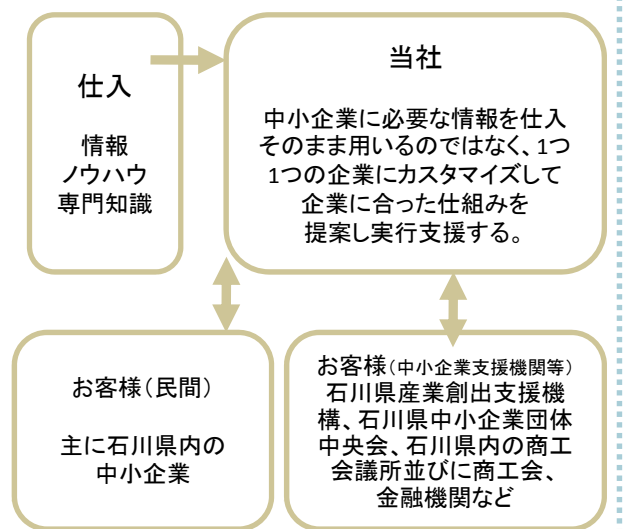 仕入
情報
ノウハウ
専門知識
当社
中小企業に必要な情報を仕入
そのまま用いるのではなく、1つ
1つの企業にカスタマイズして
企業に合った仕組みを
提案し実行支援する。
お客様（民間）
主に石川県内の
中小企業
お客様（中小企業支援機関等）
石川県産業創出支援機
構、石川県中小企業団体
中央会、石川県内の商工
会議所並びに商工会、
金融機関など